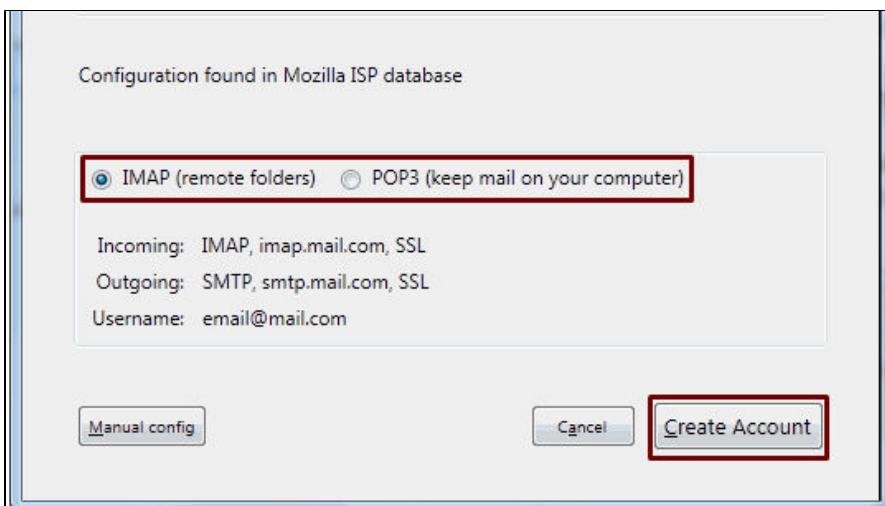 Configuration found in Mozilla ISP database
IMAP (remote folders) POP3 (keep mail on your computer)
Incoming: IMAP, imap.mail.com, SSL
Outgoing: SMTP, smtp.mail.com, SSL
Username: email@mail.com
Manual config Cancel Create Account